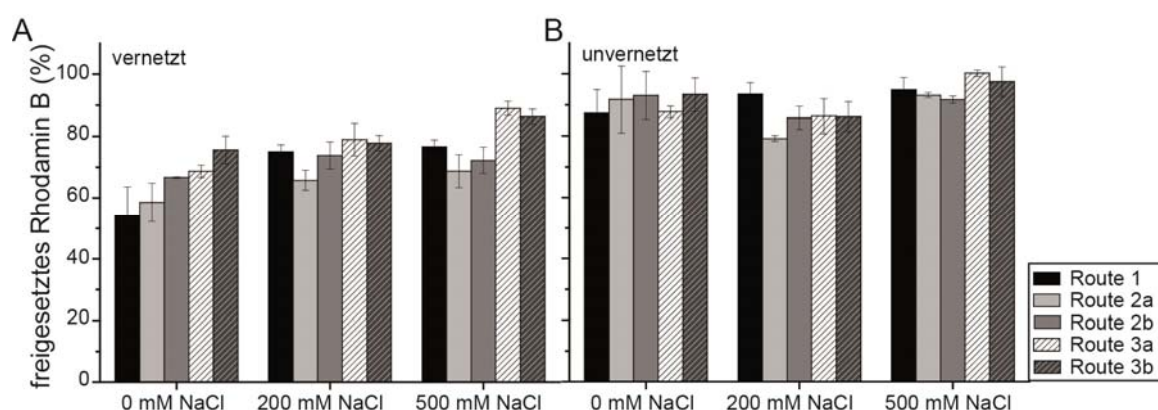 A
B
vernetzt
unvernetzt
freigesetztes Rhodamin B (%)
100
80
60
40
20
0
0 mM NaCl
200 mM NaCl
500 mM NaCl
0 mM NaCl
200 mM NaCl
500 mM NaCl
Route 1
Route 2a
Route 2b
Route 3a
Route 3b